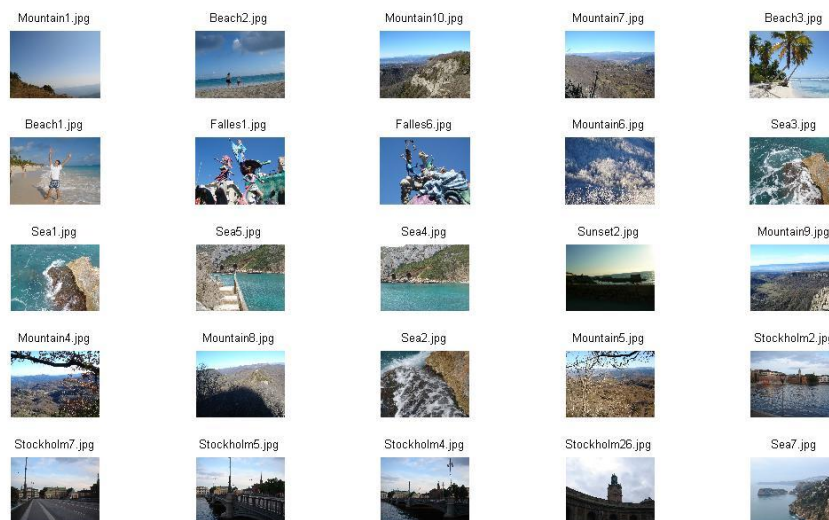 Mountain1.jpg Beach2.jpg Mountain10.jpg Mountain7.jpg Beach3.jpg
Beach1.jpg Falles1.jpg Falles6.jpg Mountain6.jpg Sea3.jpg
Sea1.jpg Sea5.jpg Sea4.jpg Sunset2.jpg Mountain9.jpg
Mountain4.jpg Mountain8.jpg Sea2.jpg Mountain5.jpg Stockholm2.jpg
Stockholm7.jpg Stockholm5.jpg Stockholm4.jpg Stockholm26.jpg Sea7.jpg